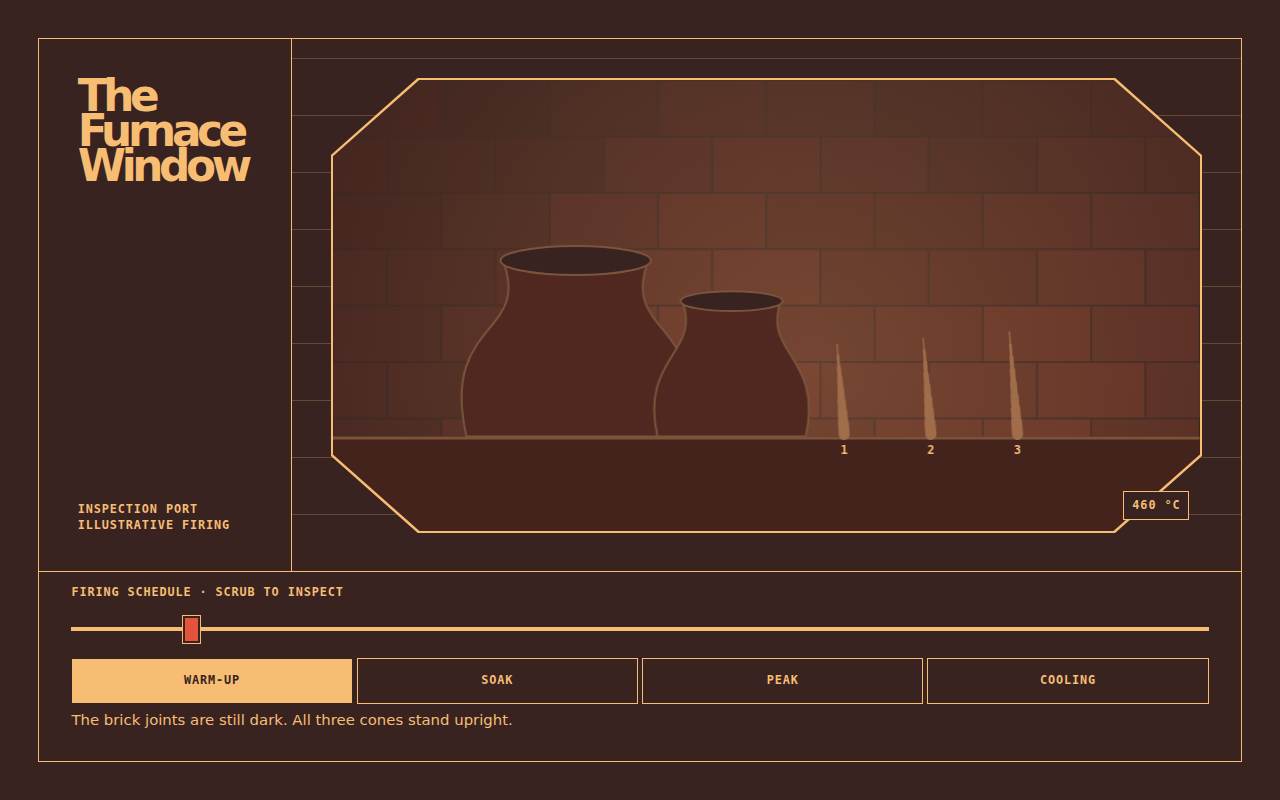 The
Furnace
Window
INSPECTION PORT
ILLUSTRATIVE FIRING
1
2
3
460 °C
FIRING SCHEDULE · SCRUB TO INSPECT
WARM-UP
SOAK
PEAK
COOLING
The brick joints are still dark. All three cones stand upright.